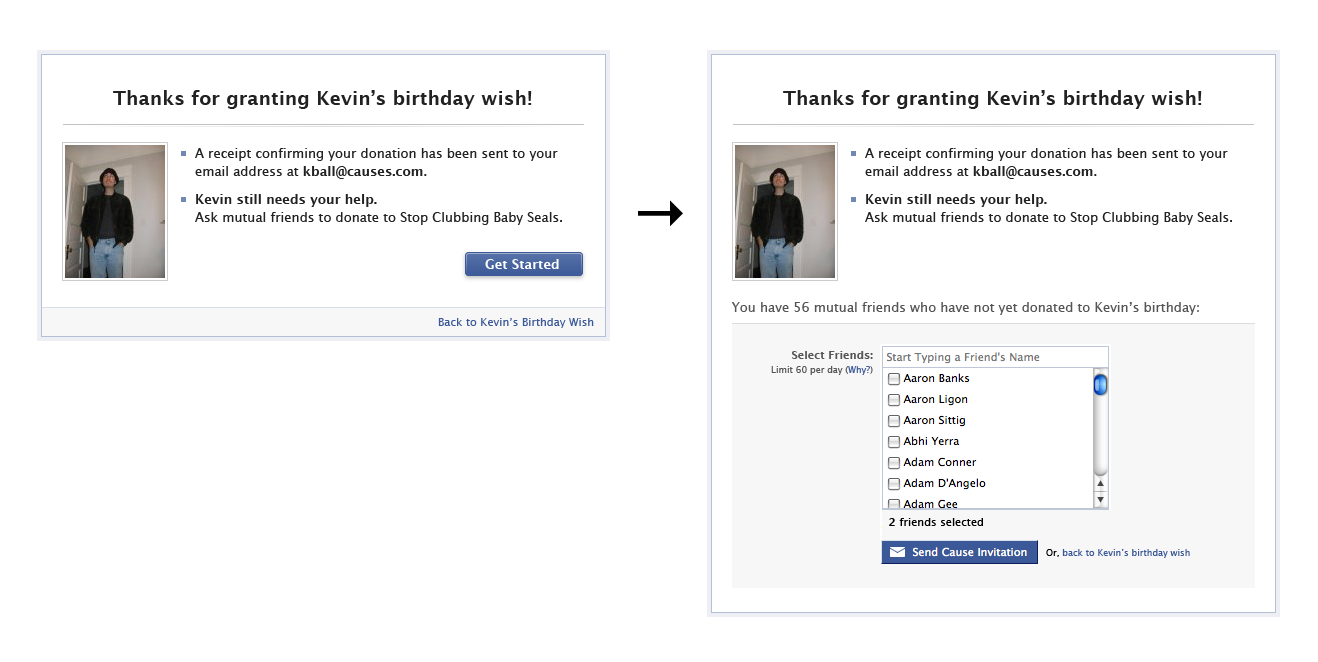 Thanks for granting Kevin’s birthday wish!
A receipt confirming your donation has been sent to your
email address at kball@causes.com.
Kevin still needs your help.
Ask mutual friends to donate to Stop Clubbing Baby Seals.
Get Started
Back to Kevin’s Birthday Wish
Thanks for granting Kevin’s birthday wish!
A receipt confirming your donation has been sent to your
email address at kball@causes.com.
Kevin still needs your help.
Ask mutual friends to donate to Stop Clubbing Baby Seals.
You have 56 mutual friends who have not yet donated to Kevin’s birthday:
Select Friends: Start Typing a Friend's Name
Limit 60 per day (Why?)
Aaron Banks
Aaron Ligon
Aaron Sittig
Abhi Yerra
Adam Conner
Adam D'Angelo
Adam Gee
2 friends selected
Send Cause Invitation Or, back to Kevin’s birthday wish